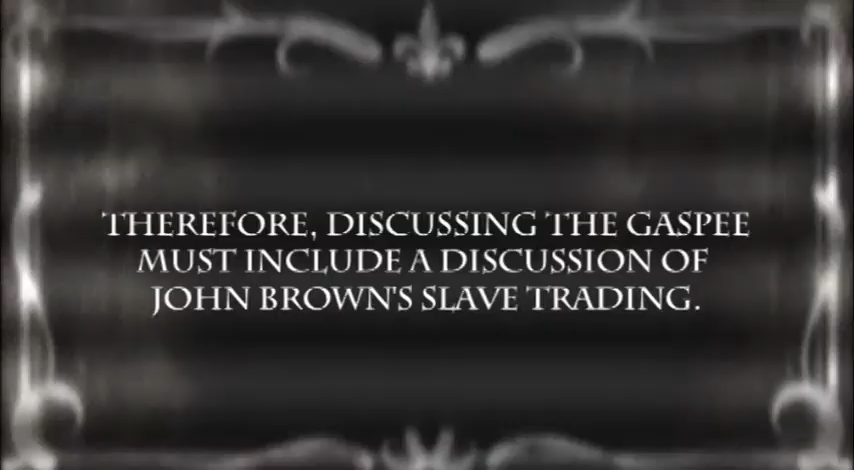 THEREFORE, DISCUSSING THE GASPEE
MUST INCLUDE A DISCUSSION OF
JOHN BROWN'S SLAVE TRADING.